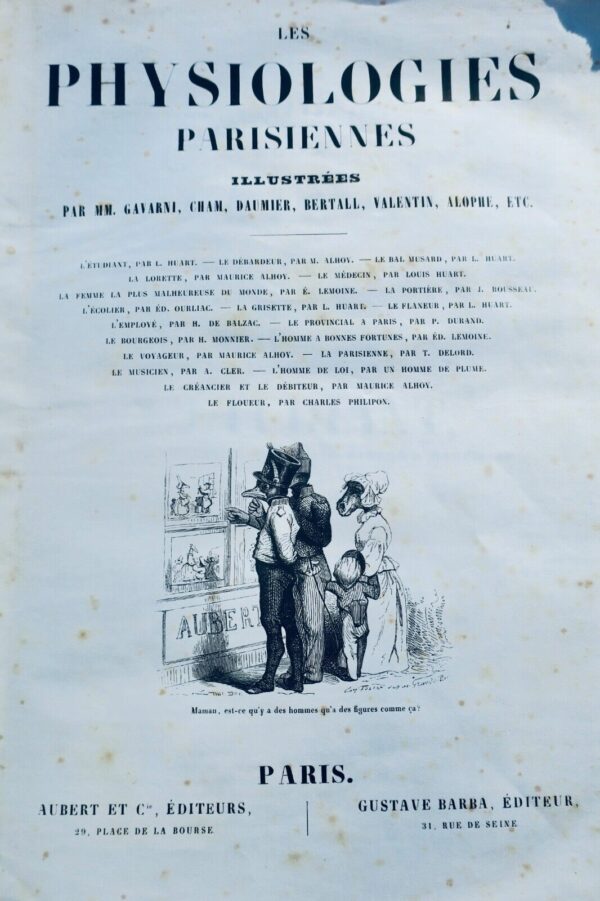 LES
PHYSIOLOGIES
PARISIENNES
ILLUSTRÉES
PAR MM. GAVARNI, CHAM, DAUMIER, BERTALL, VALENTIN, ALOPHE, ETC.
L'ÉTUDIANT, PAR L. HUART. — LE DÉBARDEUR, PAR M. ALHOY. — LE BAL MUSARD, PAR L. HUART.
LA LORETTE, PAR MAURICE ALHOY. — LE MÉDECIN, PAR LOUIS HUART.
LA FEMME LA PLUS MALHEUREUSE DU MONDE, PAR É. LEMOINE. — LA PORTIÈRE, PAR J. ROUSSEAU.
L'ÉCOLIER, PAR ÉD. OURLIAC. — LA GRISETTE, PAR L. HUART. — LE FLANEUR, PAR L. HUART.
L'EMPLOYÉ, PAR H. DE BALZAC. — LE PROVINCIAL A PARIS, PAR P. DURAND.
LE BOURGEOIS, PAR H. MONNIER. — L'HOMME A BONNES FORTUNES, PAR ÉD. LEMOINE.
LE VOYAGEUR, PAR MAURICE ALHOY. — LA PARISIENNE, PAR T. DELORD.
LE MUSICIEN, PAR A. CLER. — L'HOMME DE LOI, PAR UN HOMME DE PLUME.
LE CRÉANCIER ET LE DÉBITEUR, PAR MAURICE ALHOY.
LE FLOUEUR, PAR CHARLES PHILIPON.
AUBERT
Maman, est-ce qu'y a des hommes qu'a des figures comme ça?
PARIS.
AUBERT ET Cie, ÉDITEURS,
29, PLACE DE LA BOURSE
GUSTAVE BARBA, ÉDITEUR,
31, RUE DE SEINE